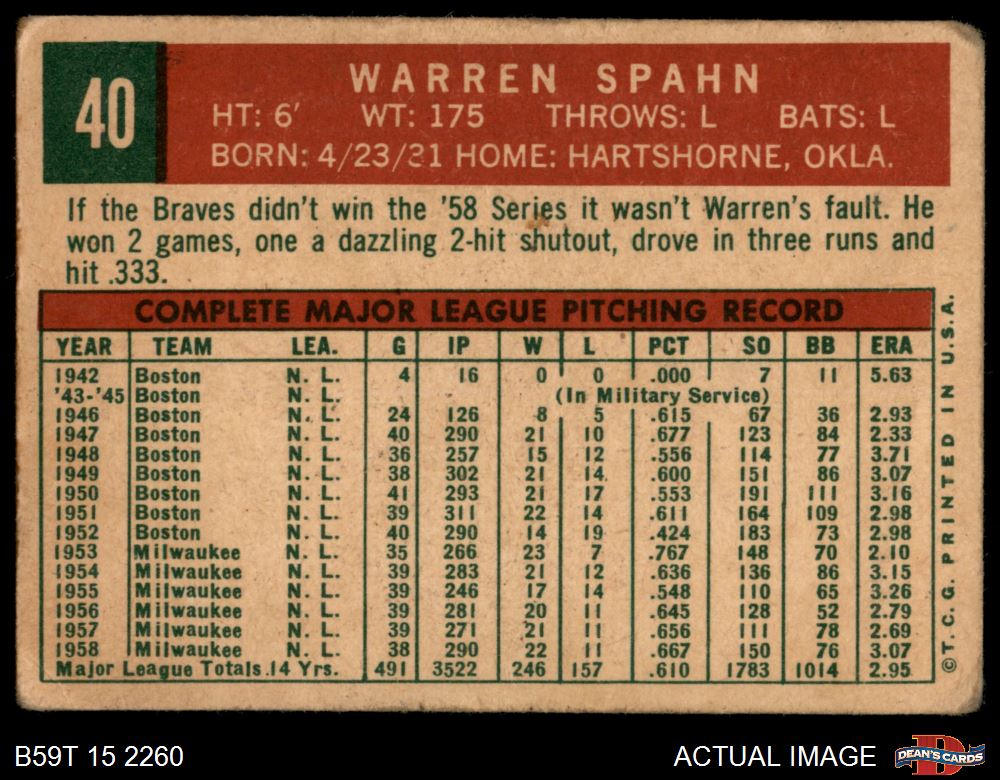 40
WARREN SPAHN
HT: 6' WT: 175 THROWS: L BATS: L
BORN: 4/23/21 HOME: HARTSHORNE, OKLA.
If the Braves didn't win the '58 Series it wasn't Warren's fault. He
won 2 games, one a dazzling 2-hit shutout, drove in three runs and
hit .333.
COMPLETE MAJOR LEAGUE PITCHING RECORD
YEAR TEAM LEA. G IP W L PCT SO BB ERA
1942 Boston N. L. 4 16 0 0 .000 7 11 5.63
'43-'45 Boston N. L. (In Military Service)
1946 Boston N. L. 24 126 8 5 .615 67 36 2.93
1947 Boston N. L. 40 290 21 10 .677 123 84 2.33
1948 Boston N. L. 36 257 15 12 .556 114 77 3.71
1949 Boston N. L. 38 302 21 14 .600 151 86 3.07
1950 Boston N. L. 41 293 21 17 .553 191 111 3.16
1951 Boston N. L. 39 311 22 14 .611 164 109 2.98
1952 Boston N. L. 40 290 14 19 .424 183 73 2.98
1953 Milwaukee N. L. 35 266 23 7 .767 148 70 2.10
1954 Milwaukee N. L. 39 283 21 12 .636 136 86 3.15
1955 Milwaukee N. L. 39 246 17 14 .548 110 65 3.26
1956 Milwaukee N. L. 39 281 20 11 .645 128 52 2.79
1957 Milwaukee N. L. 39 271 21 11 .656 111 78 2.69
1958 Milwaukee N. L. 38 290 22 11 .667 150 76 3.07
Major League Totals 14 Yrs. 491 3522 246 157 .610 1783 1014 2.95
© T. C. G. PRINTED IN U.S.A.
B59T 15 2260
ACTUAL IMAGE
DEAN'S CARDS